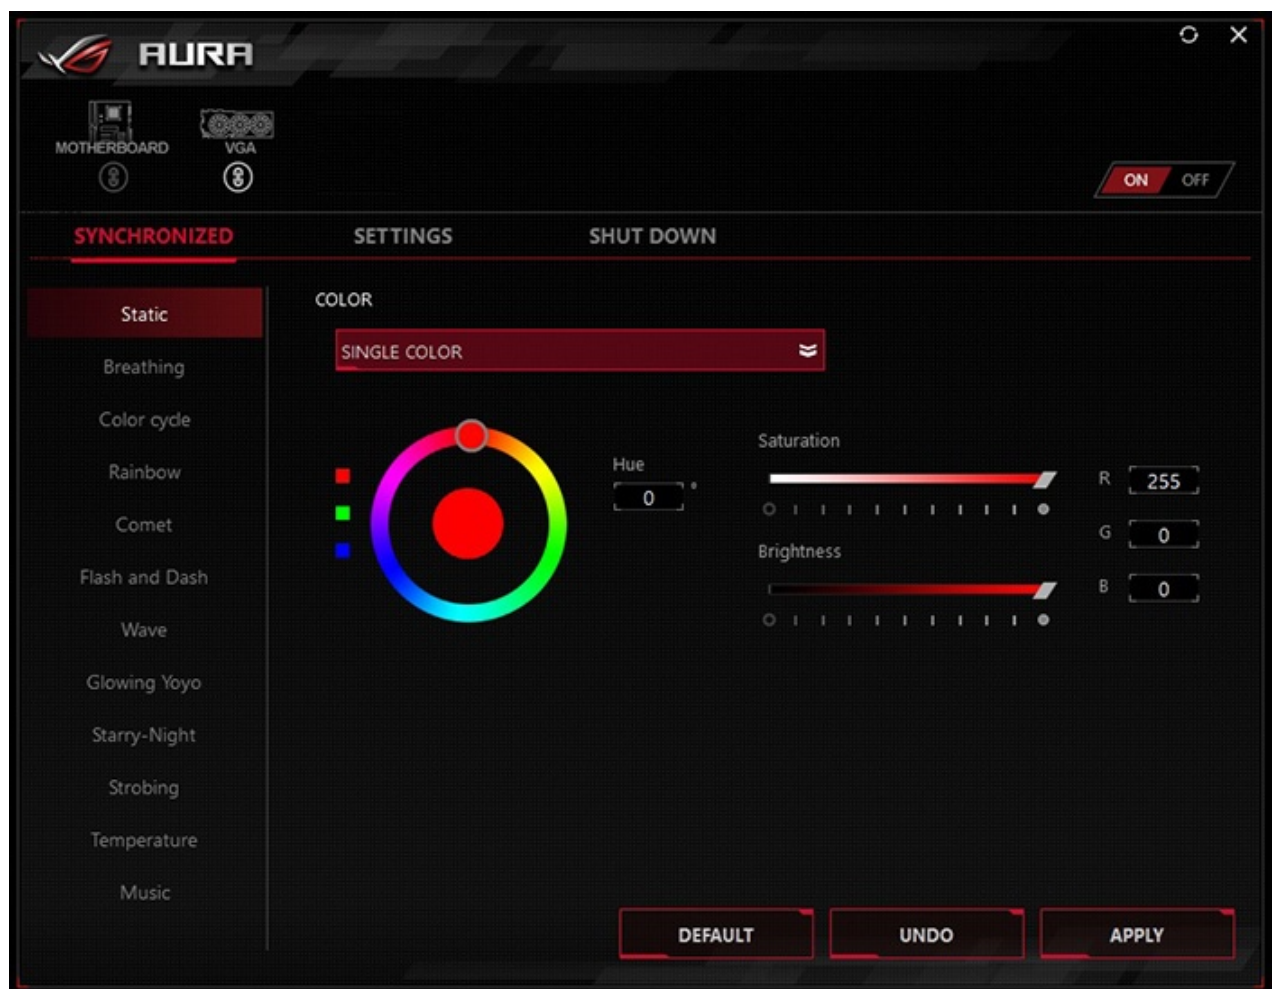 AURA
MOTHERBOARD VGA
ON OFF
SYNCHRONIZED SETTINGS SHUT DOWN
Static
Breathing
Color cycle
Rainbow
Comet
Flash and Dash
Wave
Glowing Yoyo
Starry-Night
Strobing
Temperature
Music
COLOR
SINGLE COLOR
Hue
0 °
Saturation
Brightness
R 255
G 0
B 0
DEFAULT UNDO APPLY